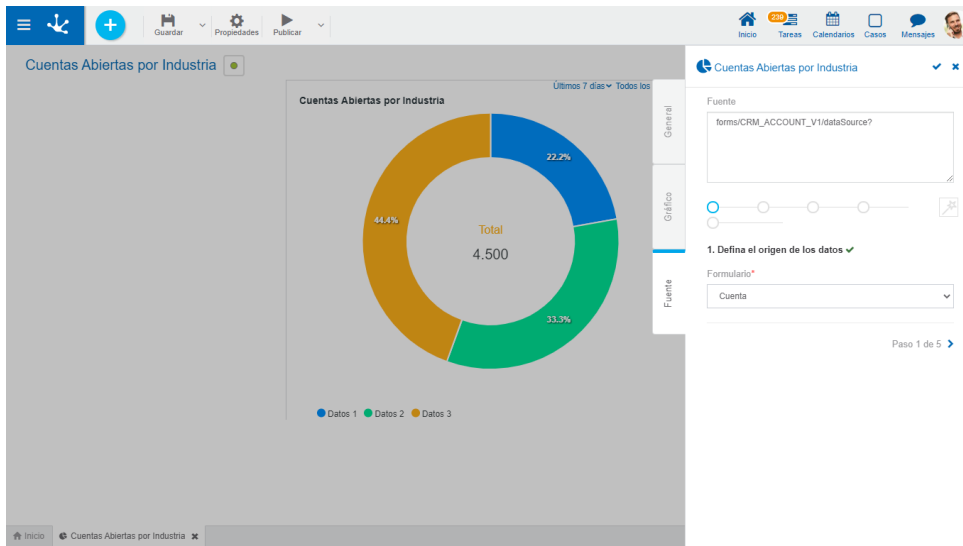 Guardar
Propiedades
Publicar
Inicio
239
Tareas
Calendarios
Casos
Mensajes
Cuentas Abiertas por Industria
Últimos 7 días Todos los
Cuentas Abiertas por Industria
22.2%
44.4%
33.3%
Total
4.500
Datos 1 Datos 2 Datos 3
General
Gráfico
Fuente
Cuentas Abiertas por Industria
Fuente
forms/CRM_ACCOUNT_V1/dataSource?
1. Defina el origen de los datos
Formulario*
Cuenta
Paso 1 de 5
Inicio
Cuentas Abiertas por Industria